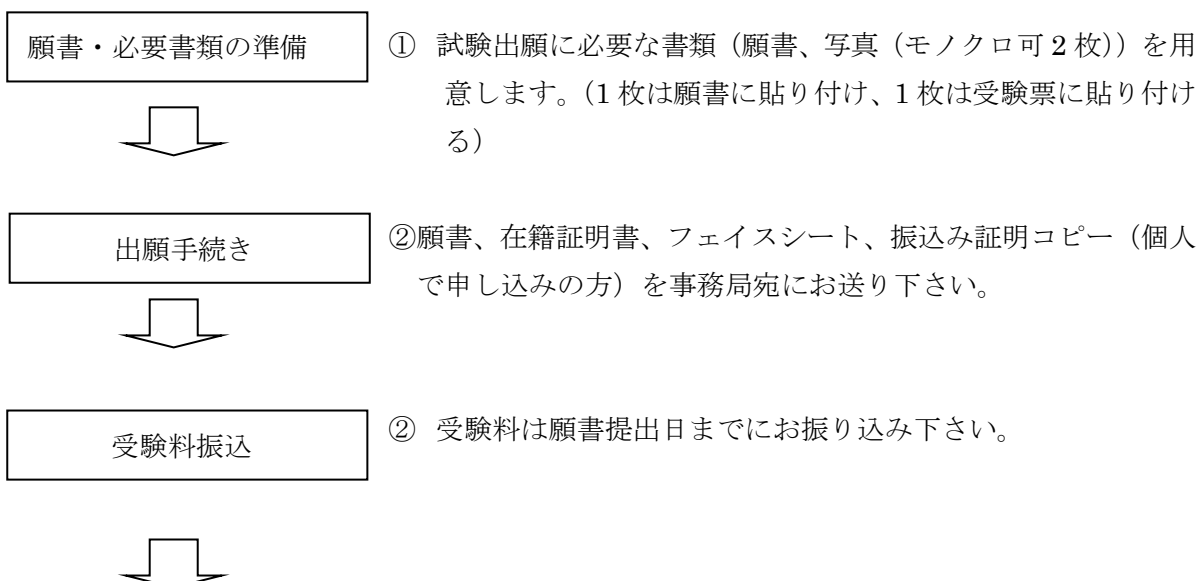 願書・必要書類の準備
① 試験出願に必要な書類（願書、写真（モノクロ可 2 枚））を用
意します。（1 枚は願書に貼り付け、1 枚は受験票に貼り付け
る）
出願手続き
②願書、在籍証明書、フェイスシート、振込み証明コピー（個人
で申し込みの方）を事務局宛にお送り下さい。
受験料振込
② 受験料は願書提出日までにお振り込み下さい。